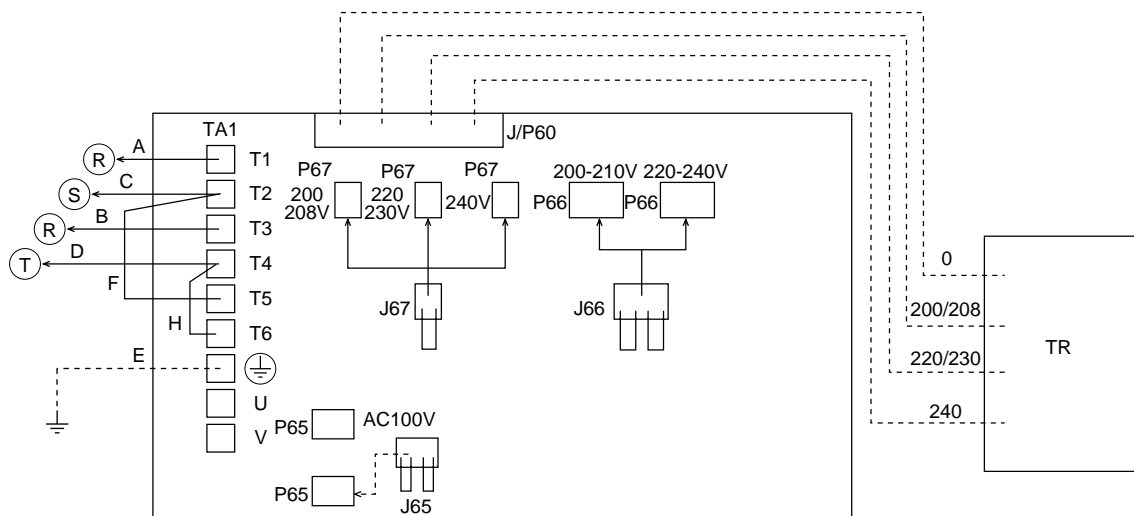 J/P60
TA1
A
R
T1
C
S
T2
B
R
T3
D
T
T4
F
T5
H
T6
E
U
V
P67
200
208V
P67
220
230V
P67
240V
200-210V
P66
220-240V
P66
J67
J66
P65
AC100V
P65
J65
0
200/208
220/230
240
TR